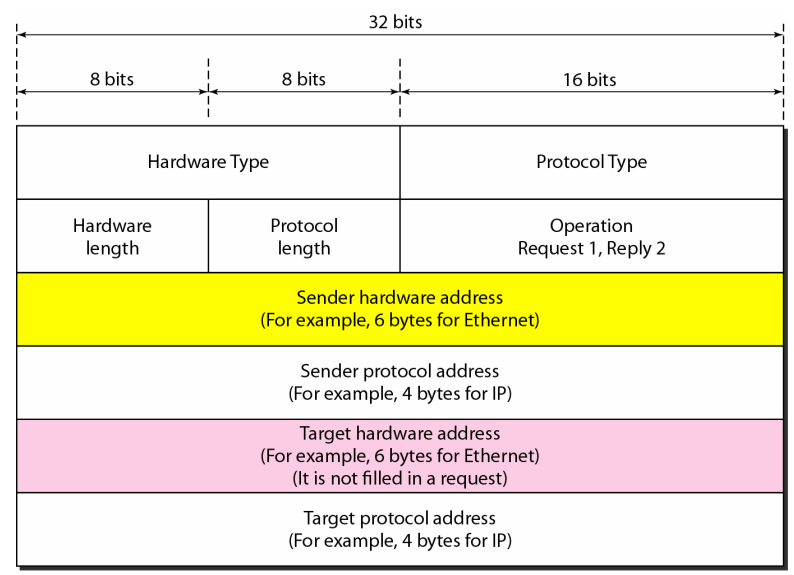 32 bits
8 bits
8 bits
16 bits
Hardware Type
Protocol Type
Hardware
length
Protocol
length
Operation
Request 1, Reply 2
Sender hardware address
(For example, 6 bytes for Ethernet)
Sender protocol address
(For example, 4 bytes for IP)
Target hardware address
(For example, 6 bytes for Ethernet)
(It is not filled in a request)
Target protocol address
(For example, 4 bytes for IP)